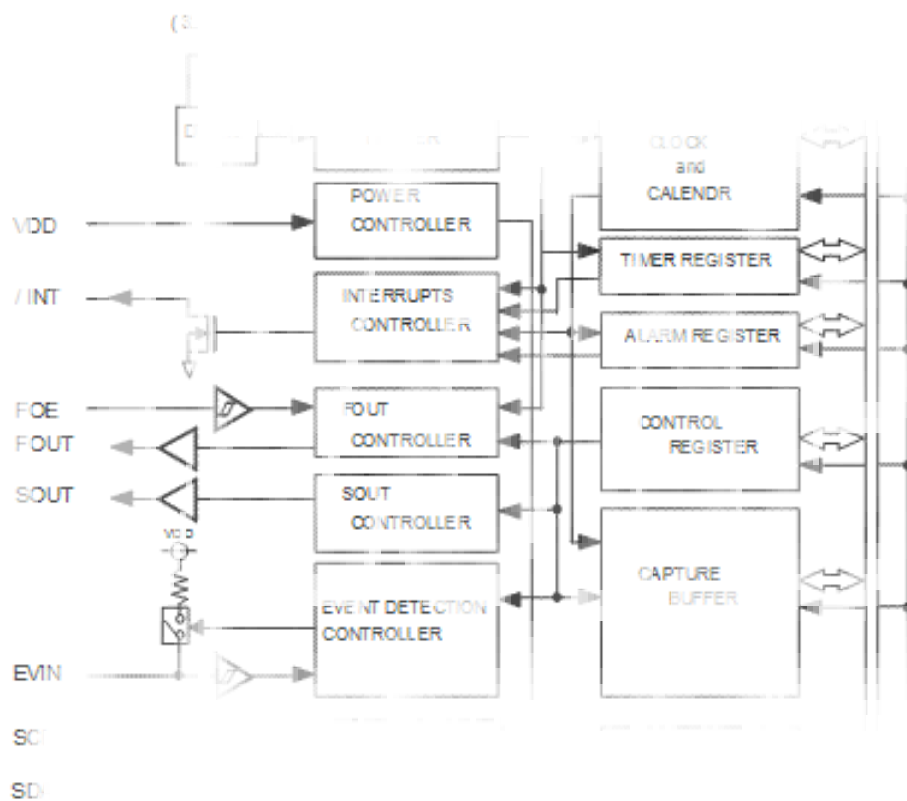 (3
CLOCK
and
CALENDR
POWER
CONTROLLER
VDD
TIMER REGISTER
/ INT
INTERRUPTS
CONTROLLER
ALARM REGISTER
FOE
FOUT
CONTROLLER
FOUT
CONTROL
REGISTER
SOUT
SOUT
CONTROLLER
VDD
CAPTURE
BUFFER
EVENT DETECTION
CONTROLLER
EVIN